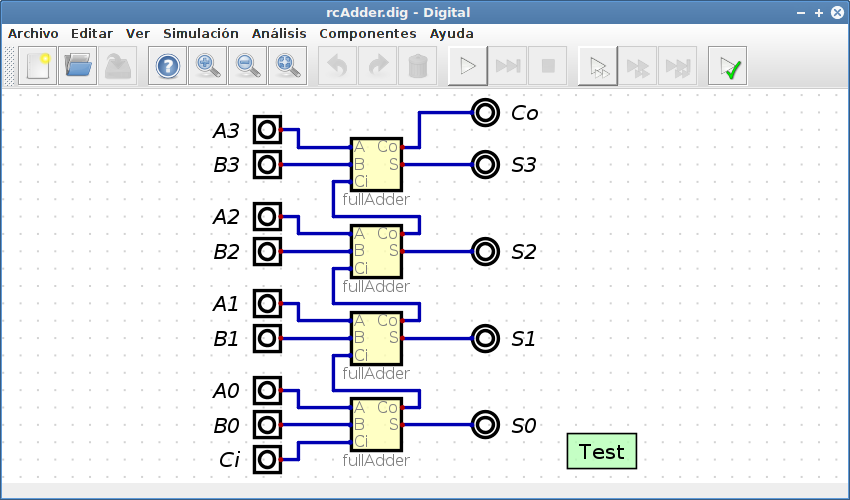 rcAdder.dig - Digital
Archivo Editar Ver Simulación Análisis Componentes Ayuda
Co
A3
A Co
B3
B S
S3
Ci
fullAdder
A2
A Co
B2
B S
S2
Ci
fullAdder
A1
A Co
B1
B S
S1
Ci
fullAdder
A0
A Co
B0
B S
S0
Ci
Ci
fullAdder
Test